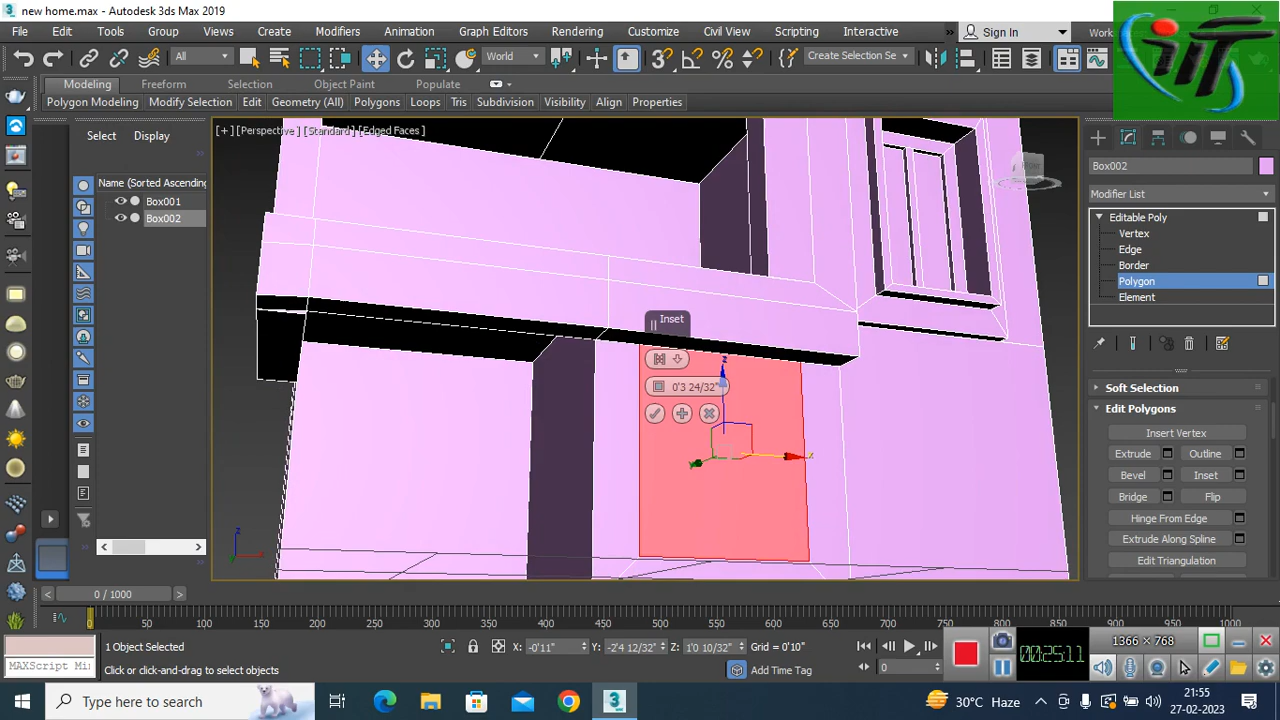 new home.max - Autodesk 3ds Max 2019
File Edit Tools Group Views Create Modifiers Animation Graph Editors Rendering Customize Civil View Scripting Interactive Sign In
All World Create Selection Se
Modeling Freeform Selection Object Paint Populate
Polygon Modeling Modify Selection Edit Geometry (All) Polygons Loops Tris Subdivision Visibility Align Properties
iTS
Select Display
Name (Sorted Ascending
Box001
Box002
[+] [Perspective] [Standard] [Edged Faces]
Inset
0'3 24/32"
z
x
z
Box002
Modifier List
Editable Poly
Vertex
Edge
Border
Polygon
Element
Soft Selection
Edit Polygons
Insert Vertex
Extrude Outline
Bevel Inset
Bridge Flip
Hinge From Edge
Extrude Along Spline
Edit Triangulation
0 / 1000
0 50 100 150 200 250 300 350 400 450 500 550 600 650 700 750 800 850 900 950 1000
MAXScript Mi
1 Object Selected
Click or click-and-drag to select objects
X: -0'11" Y: -2'4 12/32" Z: 1'0 10/32" Grid = 0'10"
Add Time Tag
0
00:25:11
1366 × 768
Type here to search
30°C Haze
21:55
27-02-2023